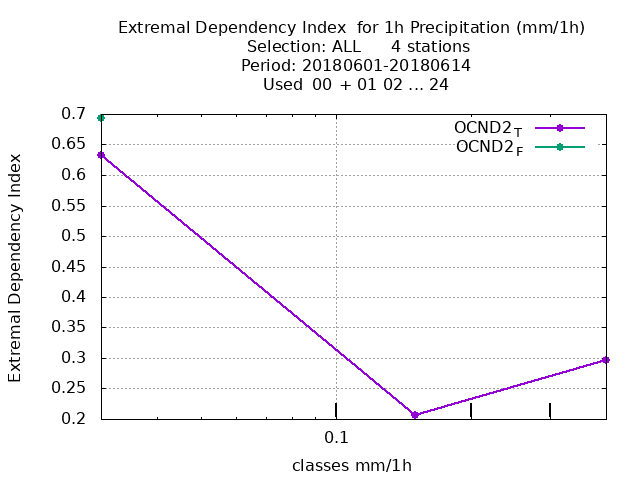 Extremal Dependency Index  for 1h Precipitation (mm/1h)
Selection: ALL      4 stations
Period: 20180601-20180614
Used  00 + 01 02 ... 24
OCND2_T
OCND2_F
0.7
0.65
0.6
0.55
0.5
0.45
0.4
0.35
0.3
0.25
0.2
Extremal Dependency Index
0.1
classes mm/1h